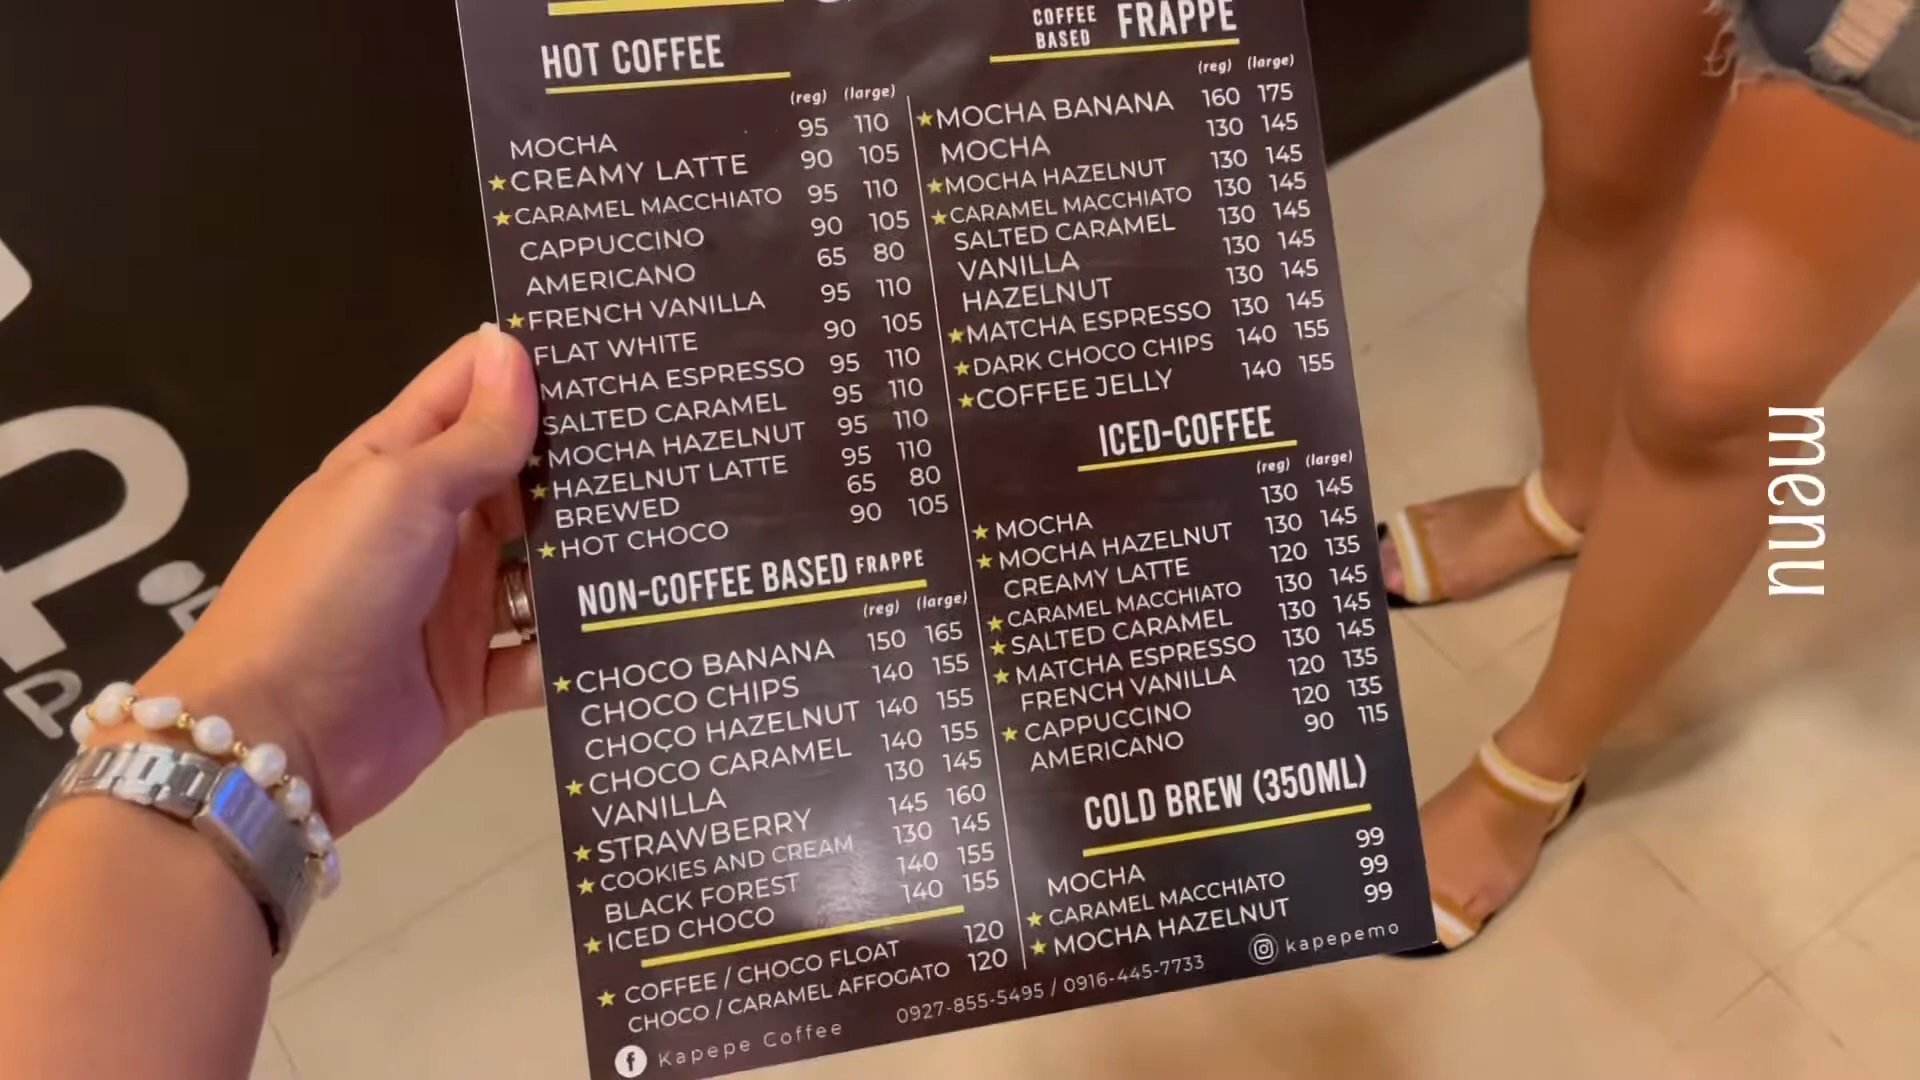 HOT COFFEE
(reg) (large)
MOCHA 95 110
★ CREAMY LATTE 90 105
★ CARAMEL MACCHIATO 95 110
CAPPUCCINO 90 105
AMERICANO 65 80
★ FRENCH VANILLA 95 110
FLAT WHITE 90 105
MATCHA ESPRESSO 95 110
SALTED CARAMEL 95 110
★ MOCHA HAZELNUT 95 110
★ HAZELNUT LATTE 95 110
BREWED 65 80
★ HOT CHOCO 90 105
NON-COFFEE BASED FRAPPE
(reg) (large)
★ CHOCO BANANA 150 165
CHOCO CHIPS 140 155
CHOCO HAZELNUT 140 155
★ CHOCO CARAMEL 140 155
VANILLA 130 145
★ STRAWBERRY 145 160
★ COOKIES AND CREAM 130 145
BLACK FOREST 140 155
★ ICED CHOCO 140 155
★ COFFEE / CHOCO FLOAT 120
CHOCO / CARAMEL AFFOGATO 120
COFFEE BASED FRAPPE
(reg) (large)
★ MOCHA BANANA 160 175
MOCHA 130 145
★ MOCHA HAZELNUT 130 145
★ CARAMEL MACCHIATO 130 145
SALTED CARAMEL 130 145
VANILLA 130 145
HAZELNUT 130 145
★ MATCHA ESPRESSO 130 145
★ DARK CHOCO CHIPS 140 155
★ COFFEE JELLY 140 155
ICED-COFFEE
(reg) (large)
★ MOCHA 130 145
★ MOCHA HAZELNUT 130 145
CREAMY LATTE 120 135
★ CARAMEL MACCHIATO 130 145
★ SALTED CARAMEL 130 145
★ MATCHA ESPRESSO 130 145
FRENCH VANILLA 120 135
★ CAPPUCCINO 120 135
AMERICANO 90 115
COLD BREW (350ML)
MOCHA 99
★ CARAMEL MACCHIATO 99
★ MOCHA HAZELNUT 99
Kapepe Coffee
0927-855-5495 / 0916-445-7733
kapepemo
menu